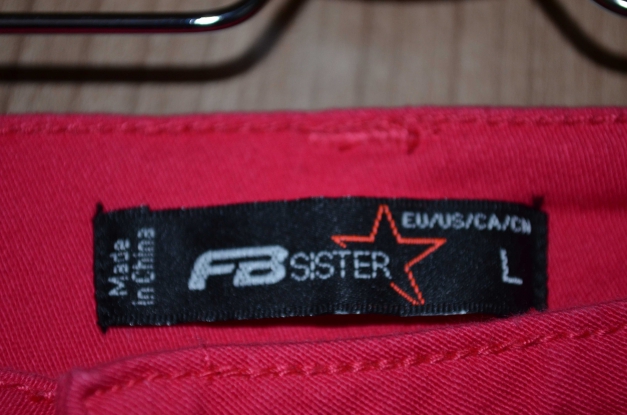 Made
in China
FB SISTER
EU/US/CA/CN
L